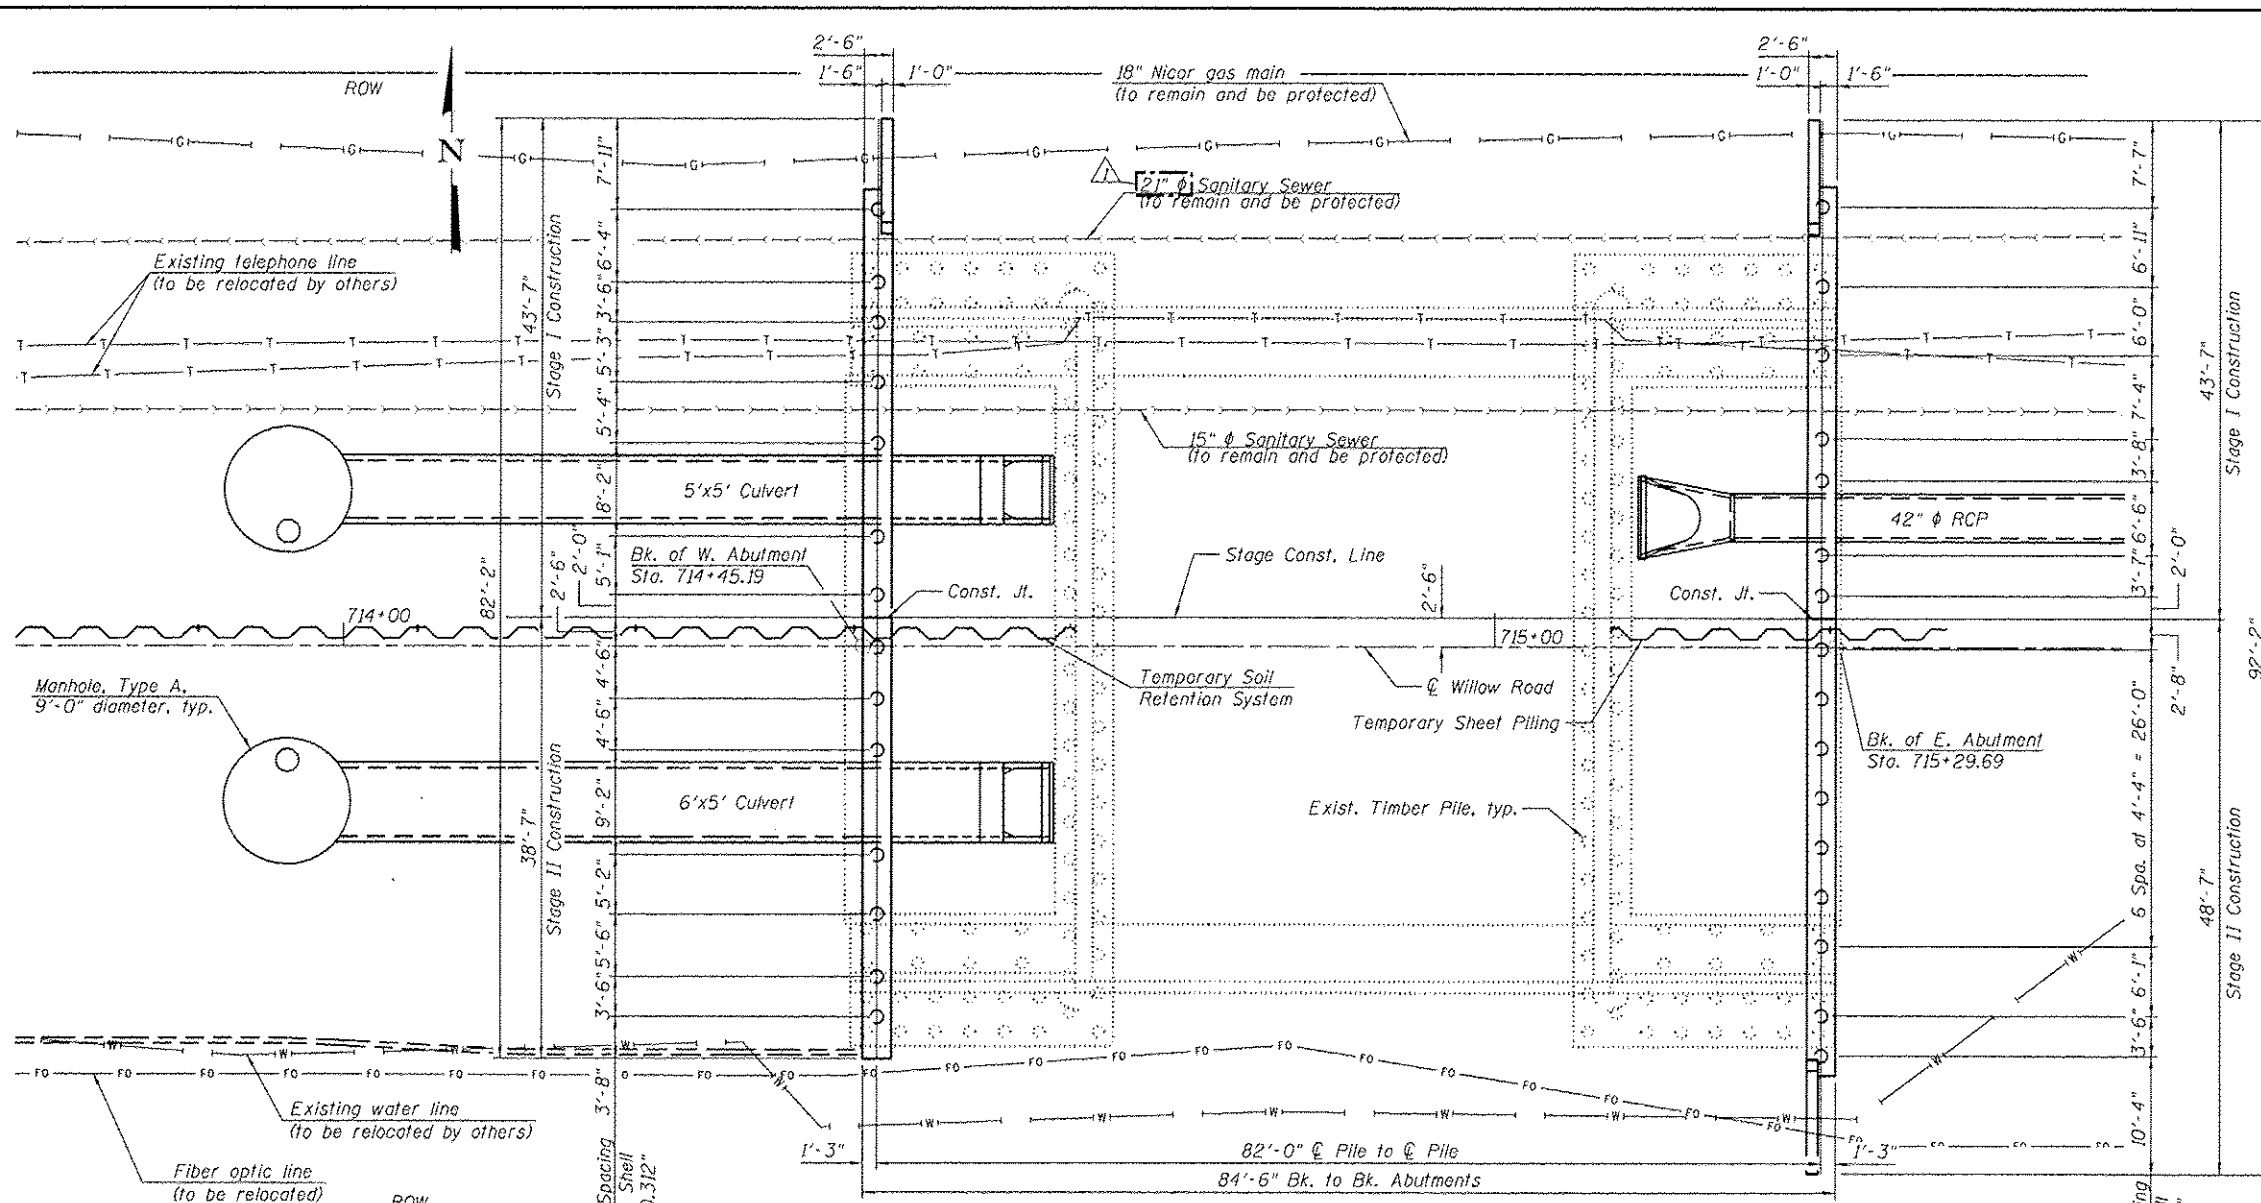 2'-6"
1'-6"
1'-0"
2'-6"
1'-0"
1'-6"
ROW
18" Nicor gas main
(to remain and be protected)
N
1
21" ϕ Sanitary Sewer
(to remain and be protected)
Existing telephone line
(to be relocated by others)
15" ϕ Sanitary Sewer
(to remain and be protected)
5'x5' Culvert
42" ϕ RCP
Bk. of W. Abutment
Sta. 714+45.19
Stage Const. Line
Const. Jt.
Const. Jt.
2'-6"
714+00
715+00
Temporary Soil
Retention System
℄ Willow Road
Temporary Sheet Piling
Manhole, Type A,
9'-0" diameter, typ.
Bk. of E. Abutment
Sta. 715+29.69
6'x5' Culvert
Exist. Timber Pile, typ.
Existing water line
(to be relocated by others)
Fiber optic line
(to be relocated)
ROW
1'-3"
82'-0" ℄ Pile to ℄ Pile
1'-3"
84'-6" Bk. to Bk. Abutments
82'-2"
43'-7"
Stage I Construction
38'-7"
Stage II Construction
2'-6"
2'-0"
7'-11"
6'-4"
3'-6"
5'-3"
5'-4"
8'-2"
5'-1"
4'-6"
4'-6"
9'-2"
5'-2"
5'-6"
3'-6"
3'-8"
Spacing
Shell
0.312"
7'-7"
6'-11"
6'-0"
7'-4"
3'-8"
6'-6"
3'-7"
2'-0"
2'-8"
6 Spa. at 4'-4" = 26'-0"
6'-1"
3'-6"
10'-4"
43'-7"
Stage I Construction
48'-7"
Stage II Construction
92'-2"